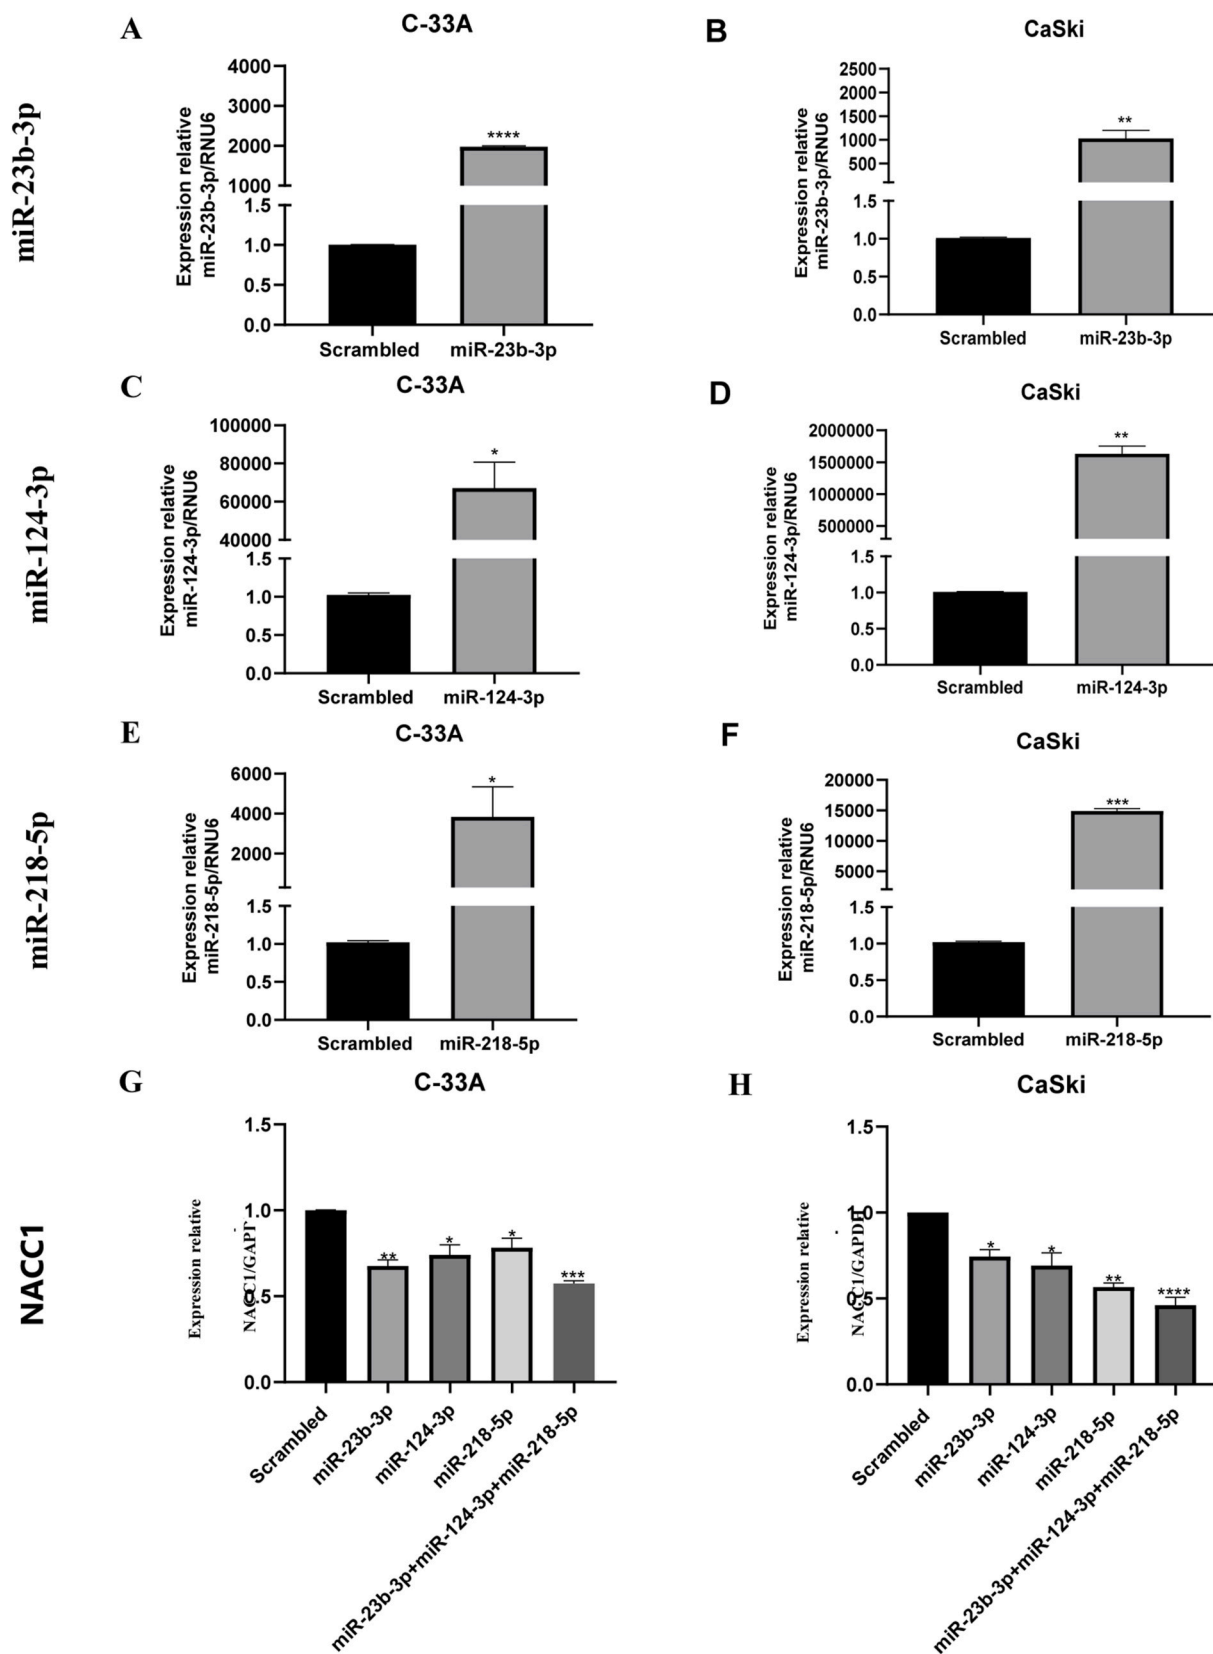 A
C-33A
miR-23b-3p
Expression relative
miR-23b-3p/RNU6
4000
3000
2000
1000
1.5
1.0
0.5
0.0
****
Scrambled
miR-23b-3p
B
CaSki
Expression relative
miR-23b-3p/RNU6
2500
2000
1500
1000
500
1.5
1.0
0.5
0.0
**
Scrambled
miR-23b-3p
C
C-33A
miR-124-3p
Expression relative
miR-124-3p/RNU6
100000
80000
60000
40000
1.5
1.0
0.5
0.0
*
Scrambled
miR-124-3p
D
CaSki
Expression relative
miR-124-3p/RNU6
2000000
1500000
1000000
500000
1.5
1.0
0.5
0.0
**
Scrambled
miR-124-3p
E
C-33A
miR-218-5p
Expression relative
miR-218-5p/RNU6
6000
4000
2000
1.5
1.0
0.5
0.0
*
Scrambled
miR-218-5p
F
CaSki
Expression relative
miR-218-5p/RNU6
20000
15000
10000
5000
1.5
1.0
0.5
0.0
***
Scrambled
miR-218-5p
G
C-33A
NACC1
Expression relative
1.5
1.0
0.5
0.0
**
*
*
***
Scrambled
miR-23b-3p
miR-124-3p
miR-218-5p
miR-23b-3p+miR-124-3p+miR-218-5p
H
CaSki
Expression relative
NACC1/GAPDH
1.5
1.0
0.5
0.0
*
*
**
****
Scrambled
miR-23b-3p
miR-124-3p
miR-218-5p
miR-23b-3p+miR-124-3p+miR-218-5p